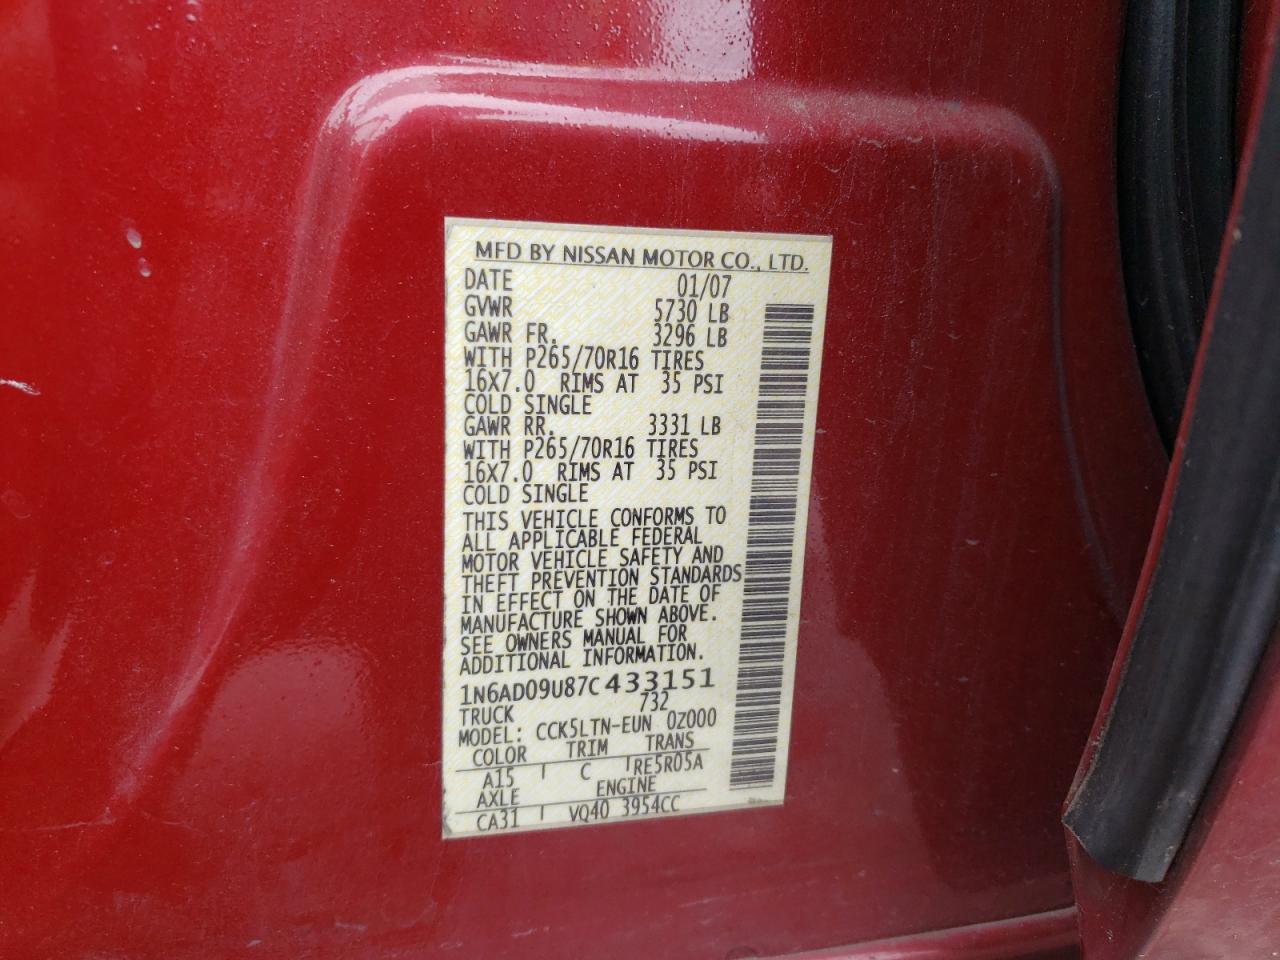 MFD BY NISSAN MOTOR CO., LTD.
DATE 01/07
GVWR 5730 LB
GAWR FR. 3296 LB
WITH P265/70R16 TIRES
16X7.0 RIMS AT 35 PSI
COLD SINGLE
GAWR RR. 3331 LB
WITH P265/70R16 TIRES
16X7.0 RIMS AT 35 PSI
COLD SINGLE
THIS VEHICLE CONFORMS TO
ALL APPLICABLE FEDERAL
MOTOR VEHICLE SAFETY AND
THEFT PREVENTION STANDARDS
IN EFFECT ON THE DATE OF
MANUFACTURE SHOWN ABOVE.
SEE OWNERS MANUAL FOR
ADDITIONAL INFORMATION.
1N6AD09U87C433151
TRUCK 732
MODEL: CCK5LTN-EUN 0Z000
COLOR TRIM TRANS
A15 C RE5R05A
AXLE ENGINE
CA31 VQ40 3954CC